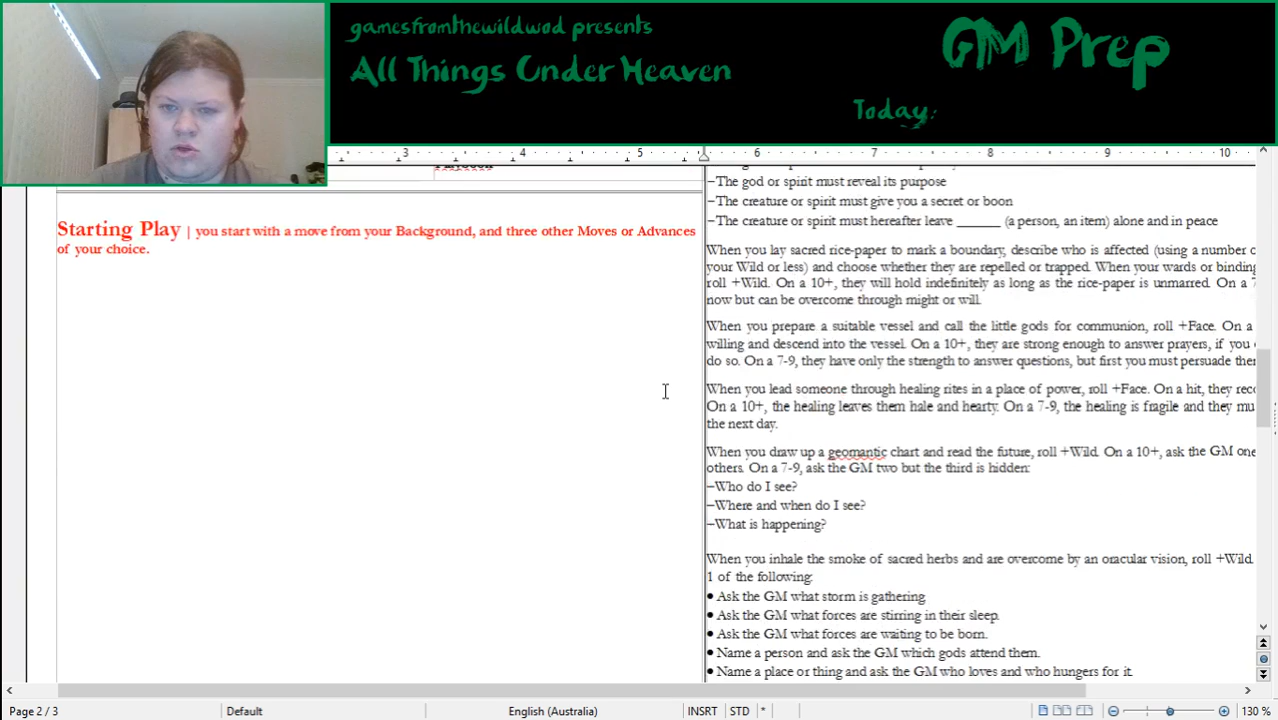 gamesfromthewildwod presents
All Things Under Heaven
GM Prep
Today:
3 4 5 6 7 8 9 10
Starting Play | you start with a move from your Background, and three other Moves or Advances
of your choice.
–The god or spirit must reveal its purpose
–The creature or spirit must give you a secret or boon
–The creature or spirit must hereafter leave ______ (a person, an item) alone and in peace
When you lay sacred rice-paper to mark a boundary, describe who is affected (using a number
your Wild or less) and choose whether they are repelled or trapped. When your wards or binding
roll +Wild. On a 10+, they will hold indefinitely as long as the rice-paper is unmarred. On a
now but can be overcome through might or will.
When you prepare a suitable vessel and call the little gods for communion, roll +Face. On a
willing and descend into the vessel. On a 10+, they are strong enough to answer prayers, if you
do so. On a 7-9, they have only the strength to answer questions, but first you must persuade
When you lead someone through healing rites in a place of power, roll +Face. On a hit, they
On a 10+, the healing leaves them hale and hearty. On a 7-9, the healing is fragile and they
the next day.
When you draw up a geomantic chart and read the future, roll +Wild. On a 10+, ask the GM one
others. On a 7-9, ask the GM two but the third is hidden:
–Who do I see?
–Where and when do I see?
–What is happening?
When you inhale the smoke of sacred herbs and are overcome by an oracular vision, roll +Wild.
1 of the following:
• Ask the GM what storm is gathering.
• Ask the GM what forces are stirring in their sleep.
• Ask the GM what forces are waiting to be born.
• Name a person and ask the GM which gods attend them.
• Name a place or thing and ask the GM who loves and who hungers for it.
Page 2 / 3
Default
English (Australia)
INSRT
STD
*
130 %